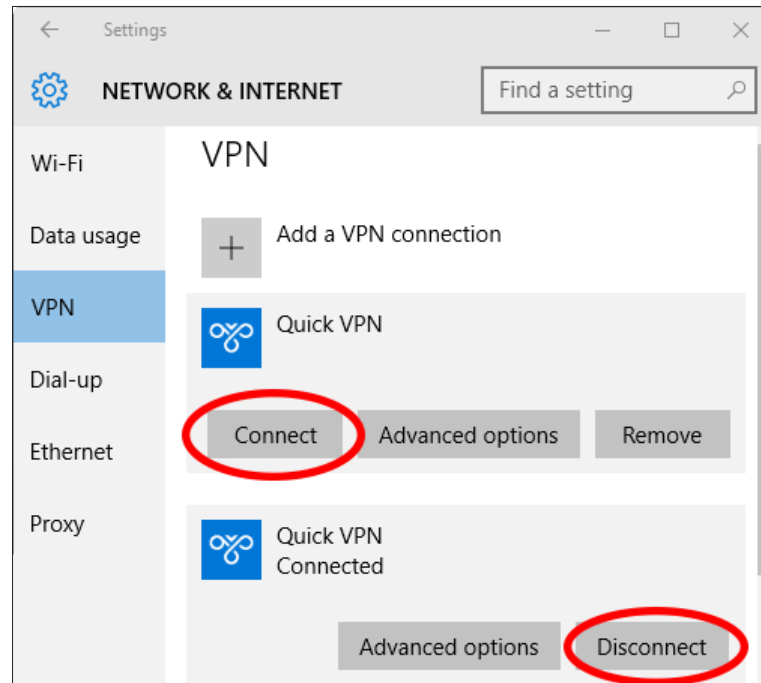 Settings
NETWORK & INTERNET
Find a setting
Wi-Fi
Data usage
VPN
Dial-up
Ethernet
Proxy
VPN
Add a VPN connection
Quick VPN
Connect
Advanced options
Remove
Quick VPN
Connected
Advanced options
Disconnect